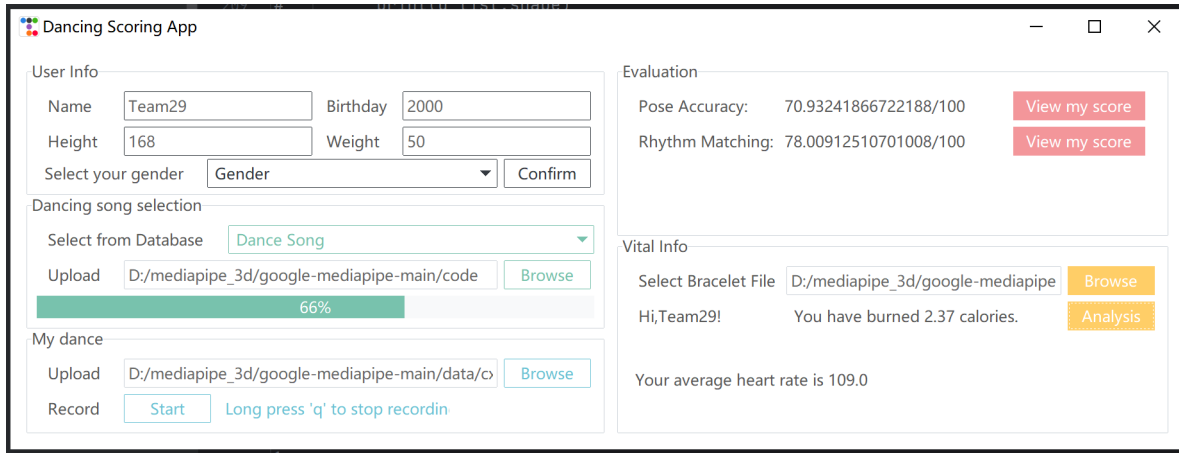 Dancing Scoring App
User Info
Name Team29 Birthday 2000
Height 168 Weight 50
Select your gender Gender Confirm
Dancing song selection
Select from Database Dance Song
Upload D:/mediapipe_3d/google-mediapipe-main/code Browse
66%
My dance
Upload D:/mediapipe_3d/google-mediapipe-main/data/cx Browse
Record Start Long press 'q' to stop recordin
Evaluation
Pose Accuracy: 70.93241866722188/100 View my score
Rhythm Matching: 78.00912510701008/100 View my score
Vital Info
Select Bracelet File D:/mediapipe_3d/google-mediapipe Browse
Hi,Team29! You have burned 2.37 calories. Analysis
Your average heart rate is 109.0